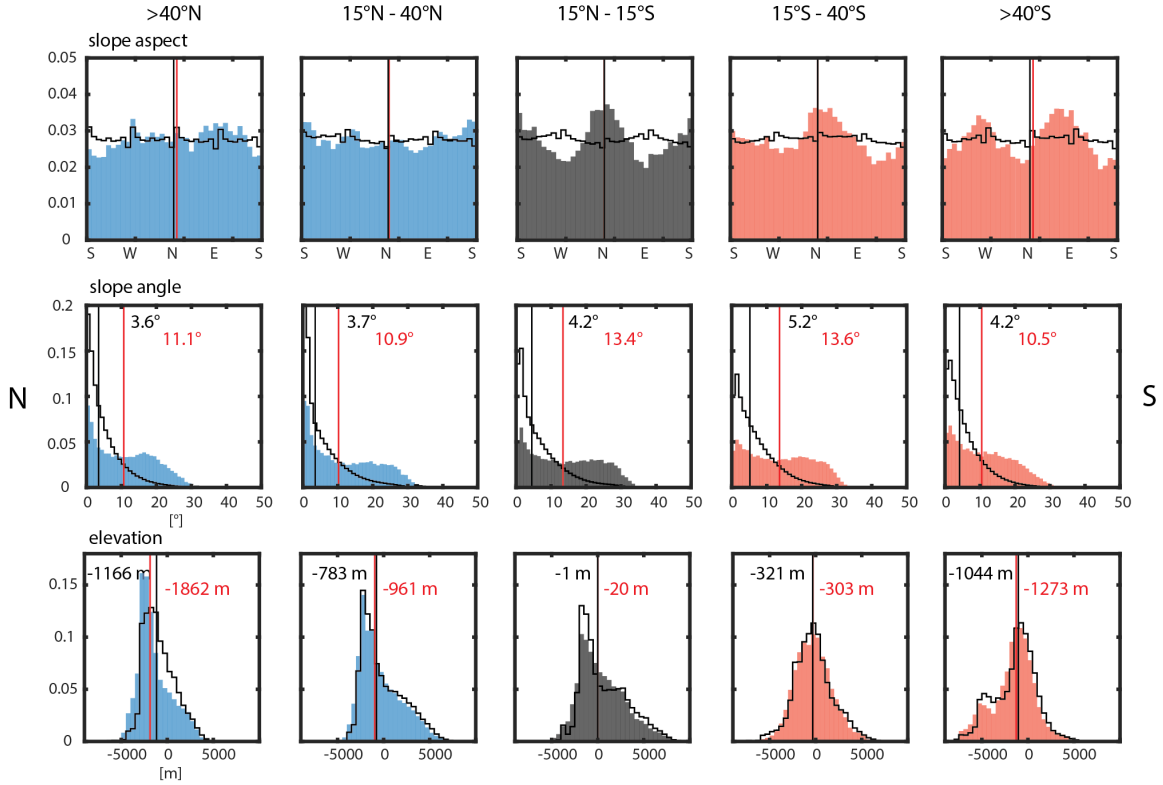 >40°N 15°N - 40°N 15°N - 15°S 15°S - 40°S >40°S
slope aspect
0.05
0.04
0.03
0.02
0.01
0
S W N E S S W N E S S W N E S S W N E S S W N E S
slope angle
0.2
3.6° 3.7° 4.2° 5.2° 4.2°
11.1° 10.9° 13.4° 13.6° 10.5°
0.15
N S
0.1
0.05
0
0 10 20 30 40 50 0 10 20 30 40 50 0 10 20 30 40 50 0 10 20 30 40 50 0 10 20 30 40 50
[°]
elevation
-1166 m -783 m -1 m -321 m -1044 m
0.15
-1862 m -961 m -20 m -303 m -1273 m
0.1
0.05
0
-5000 0 5000 -5000 0 5000 -5000 0 5000 -5000 0 5000 -5000 0 5000
[m]